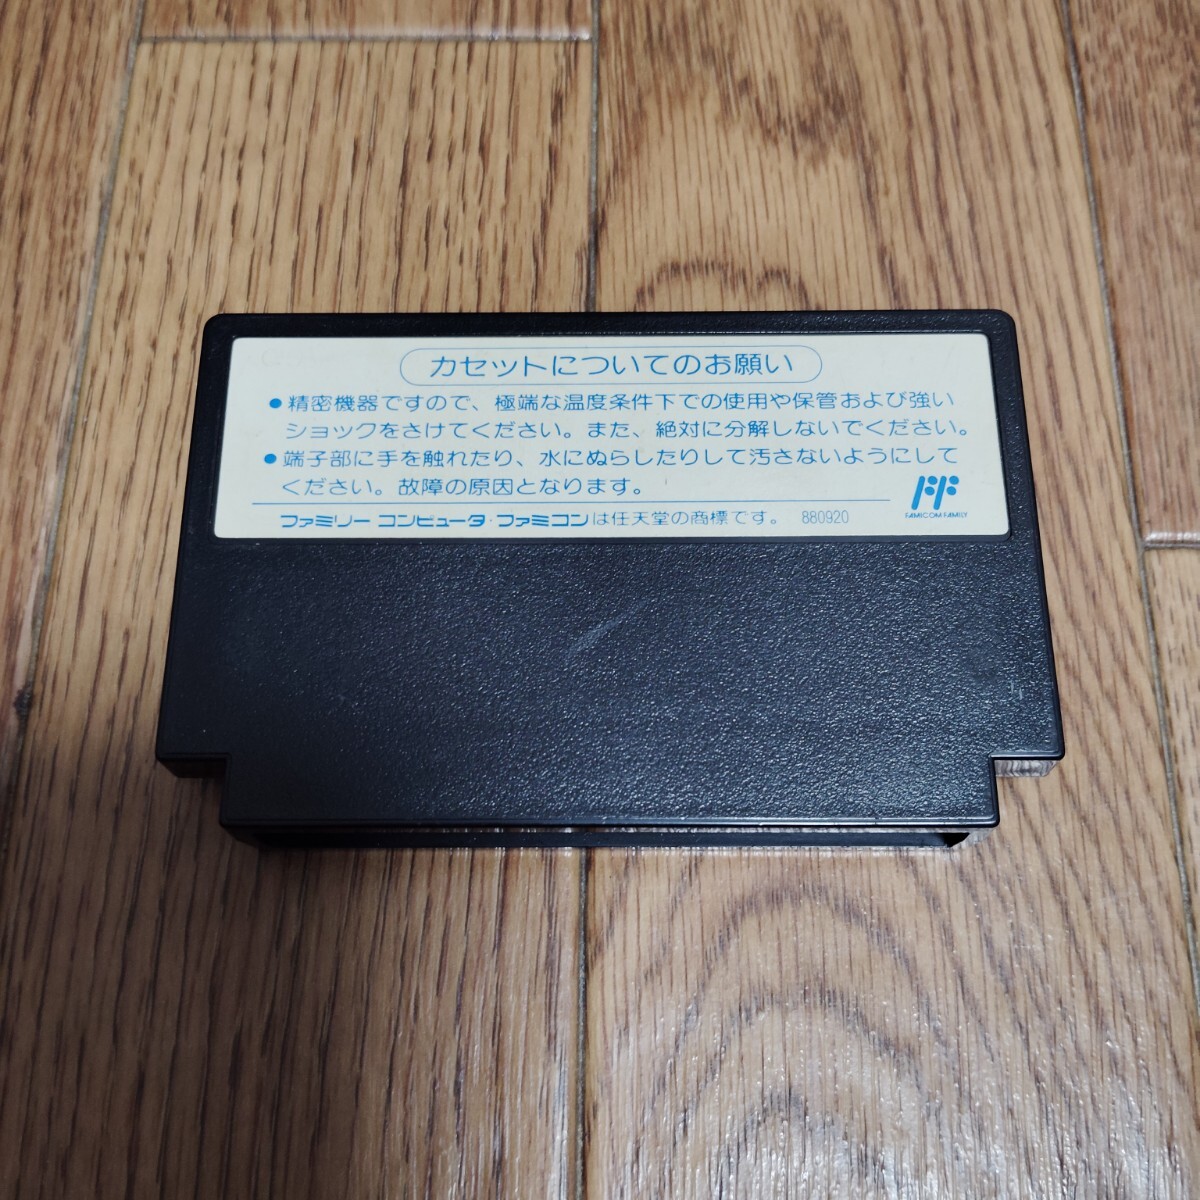 カセットについてのお願い
●精密機器ですので、極端な温度条件下での使用や保管および強い
ショックをさけてください。また、絶対に分解しないでください。
●端子部に手を触れたり、水にぬらしたりして汚さないようにして
ください。故障の原因となります。
FAMICOM FAMILY
ファミリー コンピュータ・ファミコンは任天堂の商標です。 880920